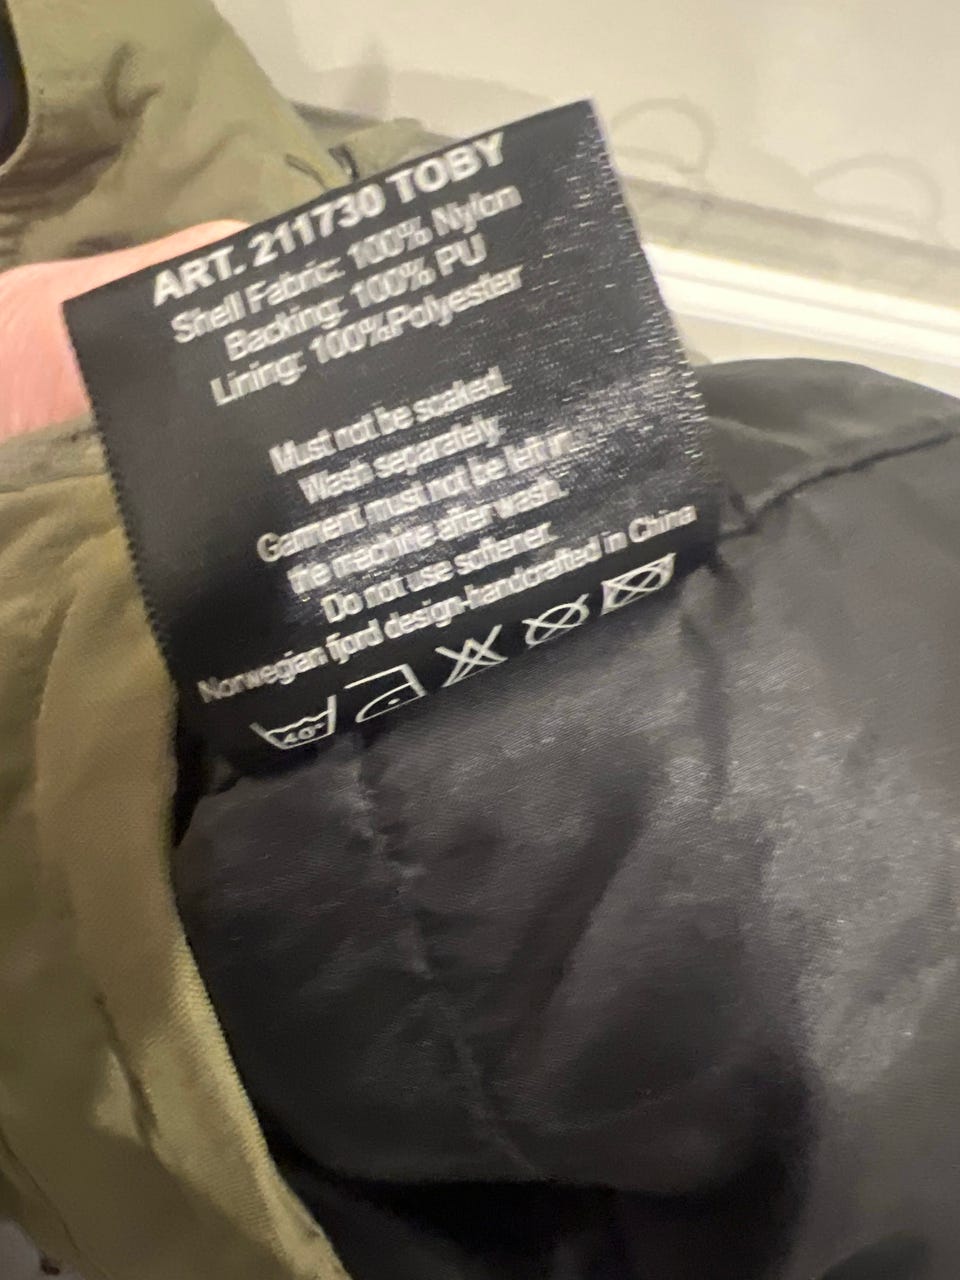 ART. 211730 TOBY
Shell Fabric: 100% Nylon
Backing: 100% PU
Lining: 100%Polyester
Must not be soaked.
Wash separately.
Garment must not be left in
the machine after wash.
Do not use softener.
Norwegian fjord design-handcrafted in China
40°